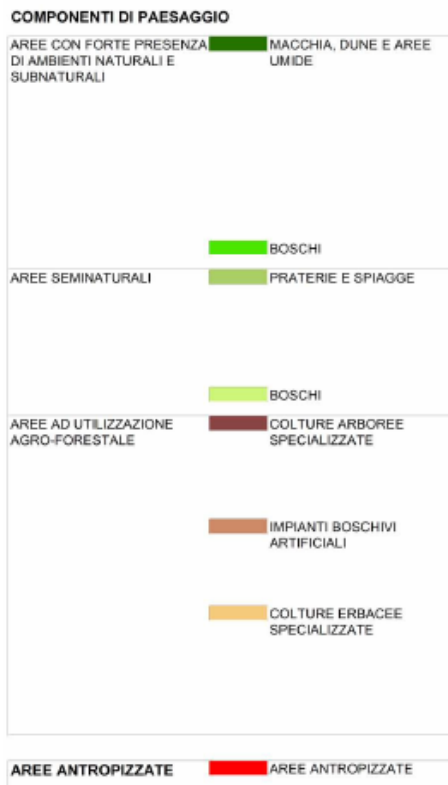 COMPONENTI DI PAESAGGIO
AREE CON FORTE PRESENZA
DI AMBIENTI NATURALI E
SUBNATURALI
MACCHIA, DUNE E AREE
UMIDE
BOSCHI
AREE SEMINATURALI
PRATERIE E SPIAGGE
BOSCHI
AREE AD UTILIZZAZIONE
AGRO-FORESTALE
COLTURE ARBOREE
SPECIALIZZATE
IMPIANTI BOSCHIVI
ARTIFICIALI
COLTURE ERBACEE
SPECIALIZZATE
AREE ANTROPIZZATE
AREE ANTROPIZZATE